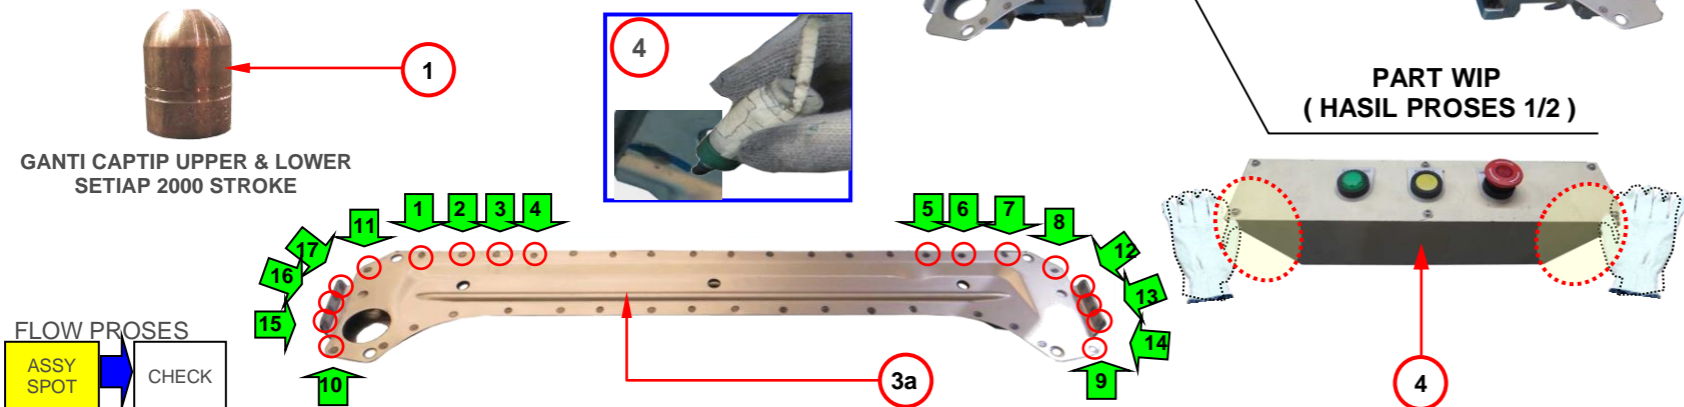 1
GANTI CAPTIP UPPER & LOWER
SETIAP 2000 STROKE
4
PART WIP
( HASIL PROSES 1/2 )
4
17
11
1
2
3
4
5
6
7
8
12
16
13
15
14
10
9
3a
FLOW PROSES
ASSY
SPOT
CHECK